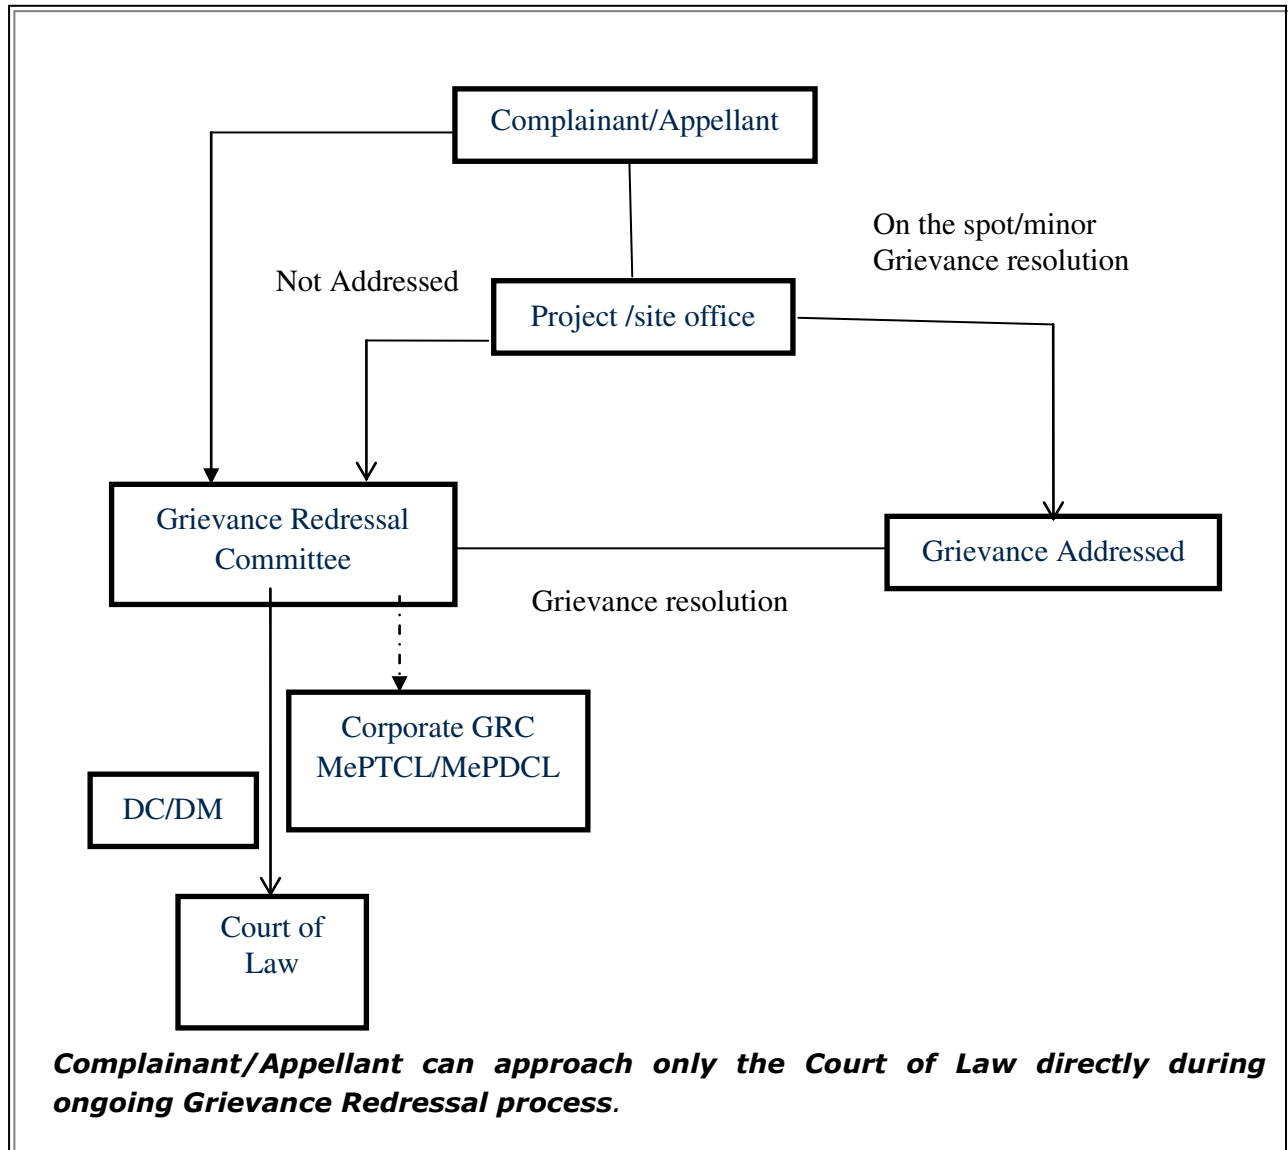 Complainant/Appellant
On the spot/minor
Grievance resolution
Not Addressed
Project /site office
Grievance Redressal
Committee
Grievance Addressed
Grievance resolution
Corporate GRC
MePTCL/MePDCL
DC/DM
Court of
Law
Complainant/Appellant can approach only the Court of Law directly during
ongoing Grievance Redressal process.